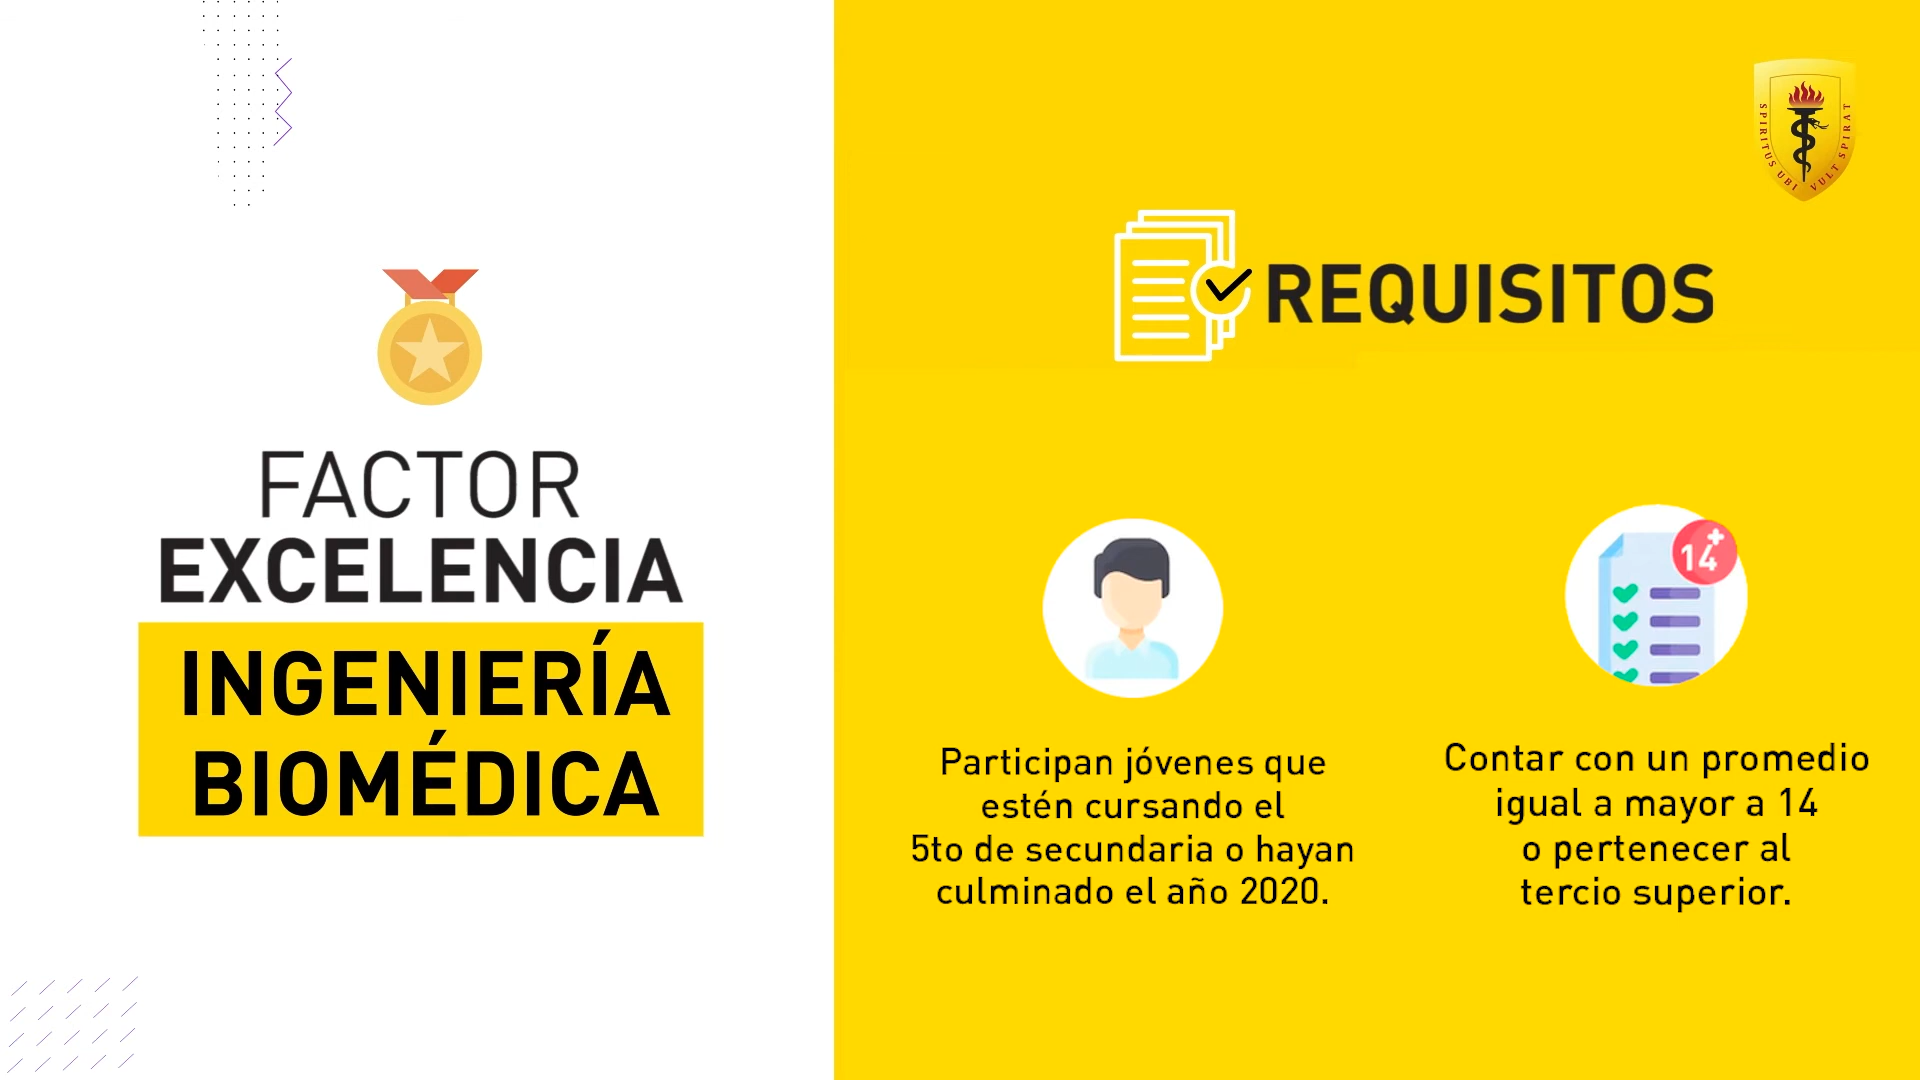 FACTOR
EXCELENCIA
INGENIERÍA
BIOMÉDICA
SPIRITUS UBI VULT SPIRAT
REQUISITOS
14+
Participan jóvenes que
estén cursando el
5to de secundaria o hayan
culminado el año 2020.
Contar con un promedio
igual a mayor a 14
o pertenecer al
tercio superior.